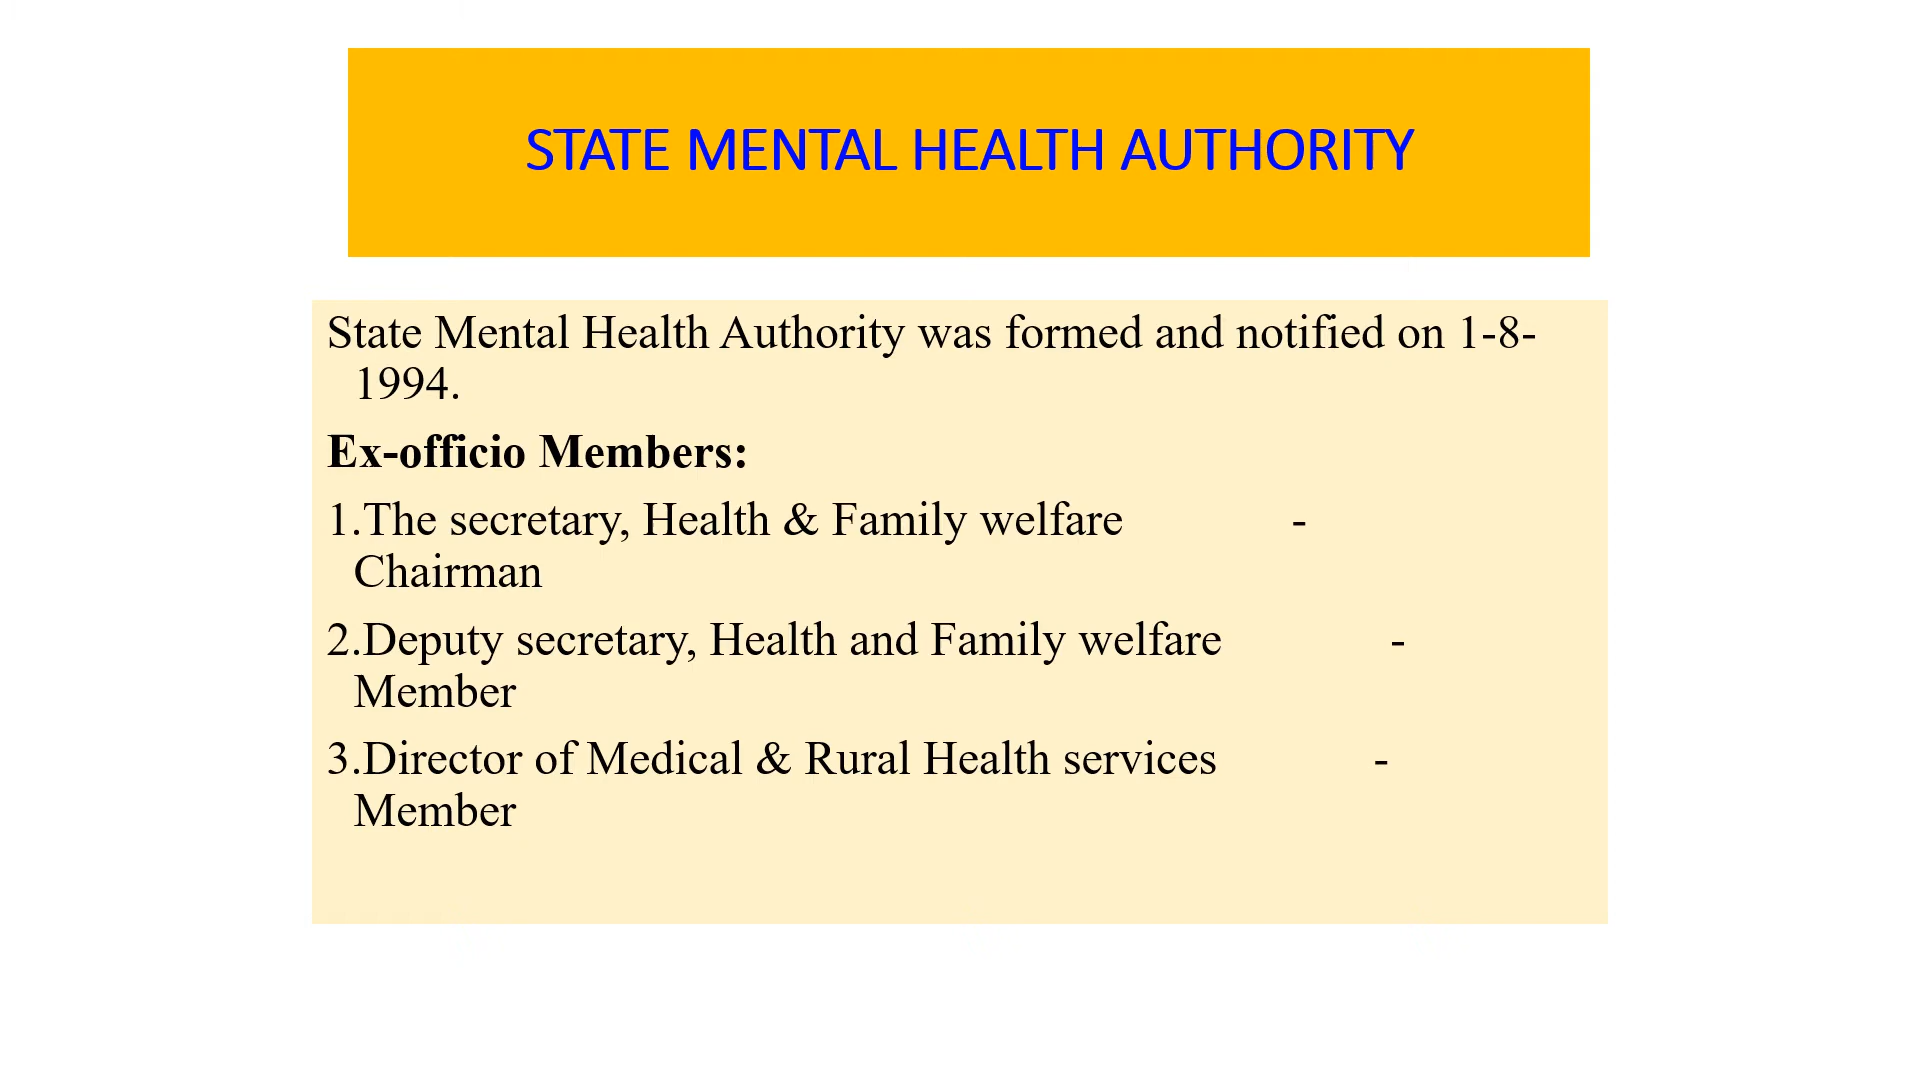 STATE MENTAL HEALTH AUTHORITY
State Mental Health Authority was formed and notified on 1-8-
1994.
Ex-officio Members:
1.The secretary, Health & Family welfare -
Chairman
2.Deputy secretary, Health and Family welfare -
Member
3.Director of Medical & Rural Health services -
Member